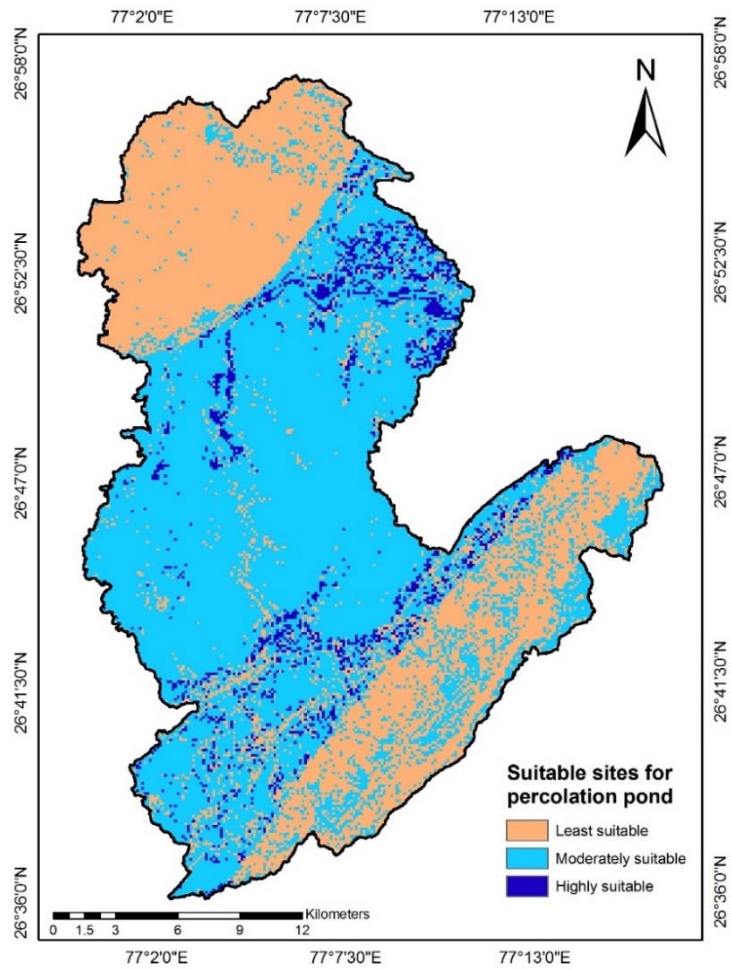 77°2'0"E 77°7'30"E 77°13'0"E
26°58'0"N
26°58'0"N
N
26°52'30"N
26°52'30"N
26°47'0"N
26°47'0"N
26°41'30"N
26°41'30"N
Suitable sites for
percolation pond
Least suitable
Moderately suitable
Highly suitable
26°36'0"N
26°36'0"N
Kilometers
0 1.5 3 6 9 12
77°2'0"E 77°7'30"E 77°13'0"E